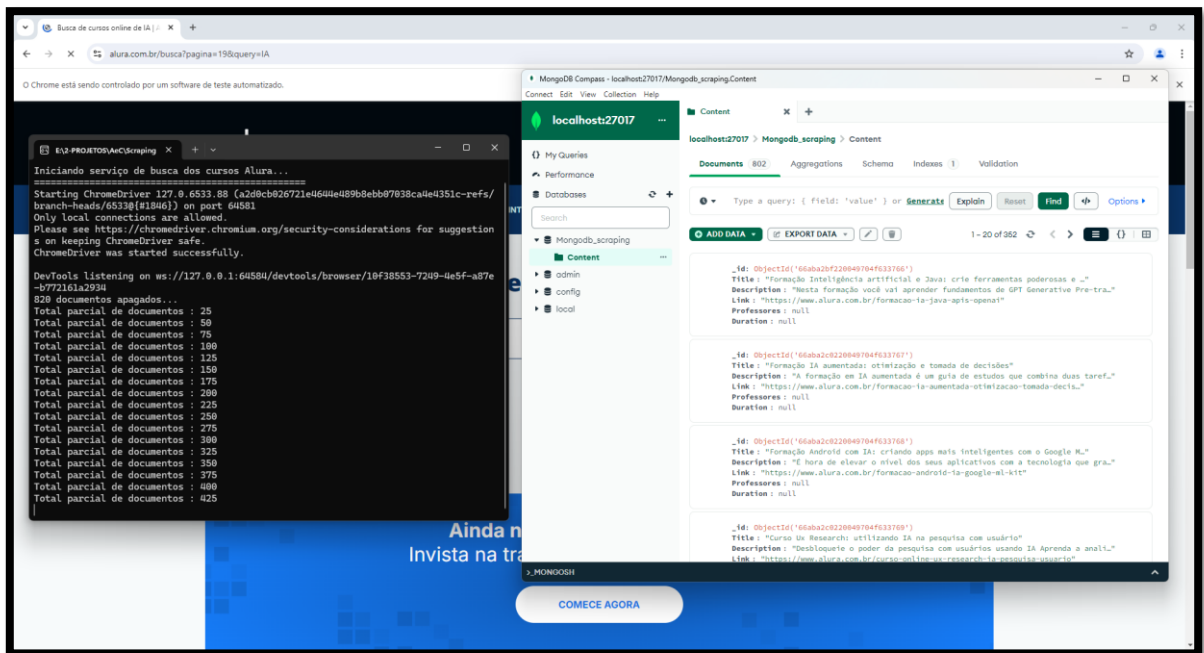 Busca de cursos online de IA | A
alura.com.br/busca?pagina=19&query=IA
O Chrome está sendo controlado por um software de teste automatizado.
E:\2-PROJETOS\AeC\Scraping
Iniciando serviço de busca dos cursos Alura...
=================================================
Starting ChromeDriver 127.0.6533.88 (a2d0cb026721e4644e489b8ebb07038ca4e4351c-refs/
branch-heads/6533@{#1846}) on port 64581
Only local connections are allowed.
Please see https://chromedriver.chromium.org/security-considerations for suggestion
s on keeping ChromeDriver safe.
ChromeDriver was started successfully.
DevTools listening on ws://127.0.0.1:64584/devtools/browser/10f38553-7249-4e5f-a87e
-b772161a2934
820 documentos apagados...
Total parcial de documentos : 25
Total parcial de documentos : 50
Total parcial de documentos : 75
Total parcial de documentos : 100
Total parcial de documentos : 125
Total parcial de documentos : 150
Total parcial de documentos : 175
Total parcial de documentos : 200
Total parcial de documentos : 225
Total parcial de documentos : 250
Total parcial de documentos : 275
Total parcial de documentos : 300
Total parcial de documentos : 325
Total parcial de documentos : 350
Total parcial de documentos : 375
Total parcial de documentos : 400
Total parcial de documentos : 425
MongoDB Compass - localhost:27017/Mongodb_scraping.Content
Connect Edit View Collection Help
localhost:27017 ...
{} My Queries
Performance
Databases
Search
Mongodb_scraping
Content ...
admin
config
local
Content
localhost:27017 > Mongodb_scraping > Content
Documents 802 Aggregations Schema Indexes 1 Validation
Type a query: { field: 'value' } or Generate Explain Reset Find </> Options
ADD DATA EXPORT DATA 1 – 20 of 352 {}
_id: ObjectId('66aba2bf220049704f633766')
Title : "Formação Inteligência artificial e Java: crie ferramentas poderosas e …"
Description : "Nesta formação você vai aprender fundamentos de GPT Generative Pre-tra…"
Link : "https://www.alura.com.br/formacao-ia-java-apis-openai"
Professores : null
Duration : null
_id: ObjectId('66aba2c0220049704f633767')
Title : "Formação IA aumentada: otimização e tomada de decisões"
Description : "A formação em IA aumentada é um guia de estudos que combina duas taref…"
Link : "https://www.alura.com.br/formacao-ia-aumentada-otimizacao-tomada-decis…"
Professores : null
Duration : null
_id: ObjectId('66aba2c0220049704f633768')
Title : "Formação Android com IA: criando apps mais inteligentes com o Google M…"
Description : "É hora de elevar o nível dos seus aplicativos com a tecnologia que gra…"
Link : "https://www.alura.com.br/formacao-android-ia-google-ml-kit"
Professores : null
Duration : null
_id: ObjectId('66aba2c0220049704f633769')
Title : "Curso Ux Research: utilizando IA na pesquisa com usuário"
Description : "Desbloqueie o poder da pesquisa com usuários usando IA Aprenda a anali…"
Link : "https://www.alura.com.br/curso-online-ux-research-ia-pesquisa-usuario"
>_MONGOSH
INT
e
Ainda n
Invista na tra
COMECE AGORA